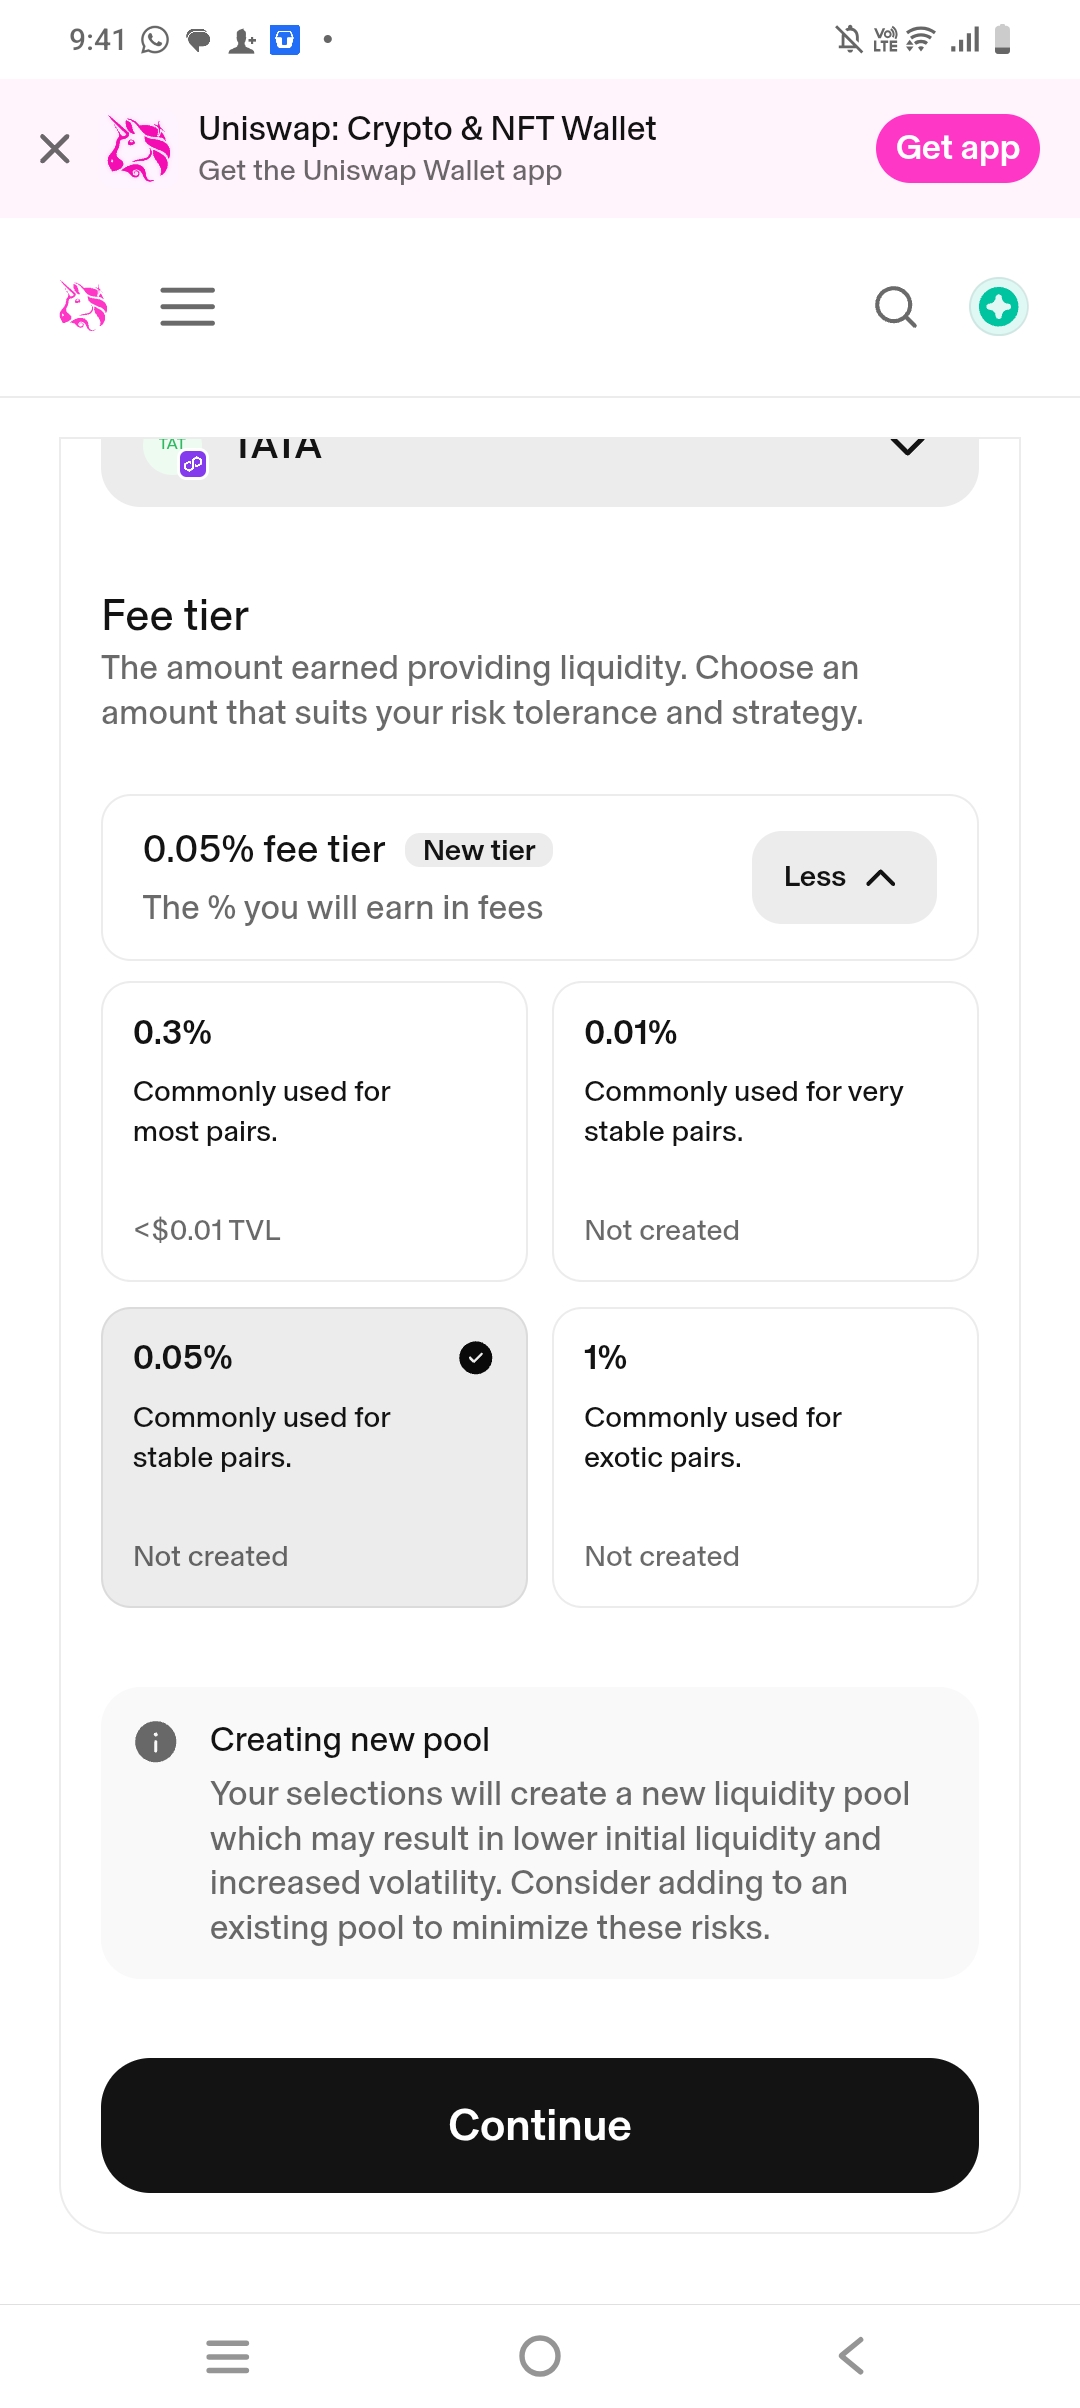 9:41
Vo)) LTE
Uniswap: Crypto & NFT Wallet
Get the Uniswap Wallet app
Get app
TAT
TATA
Fee tier
The amount earned providing liquidity. Choose an
amount that suits your risk tolerance and strategy.
0.05% fee tier New tier
The % you will earn in fees
Less
0.3%
Commonly used for
most pairs.
<$0.01 TVL
0.01%
Commonly used for very
stable pairs.
Not created
0.05%
Commonly used for
stable pairs.
Not created
1%
Commonly used for
exotic pairs.
Not created
Creating new pool
Your selections will create a new liquidity pool
which may result in lower initial liquidity and
increased volatility. Consider adding to an
existing pool to minimize these risks.
Continue